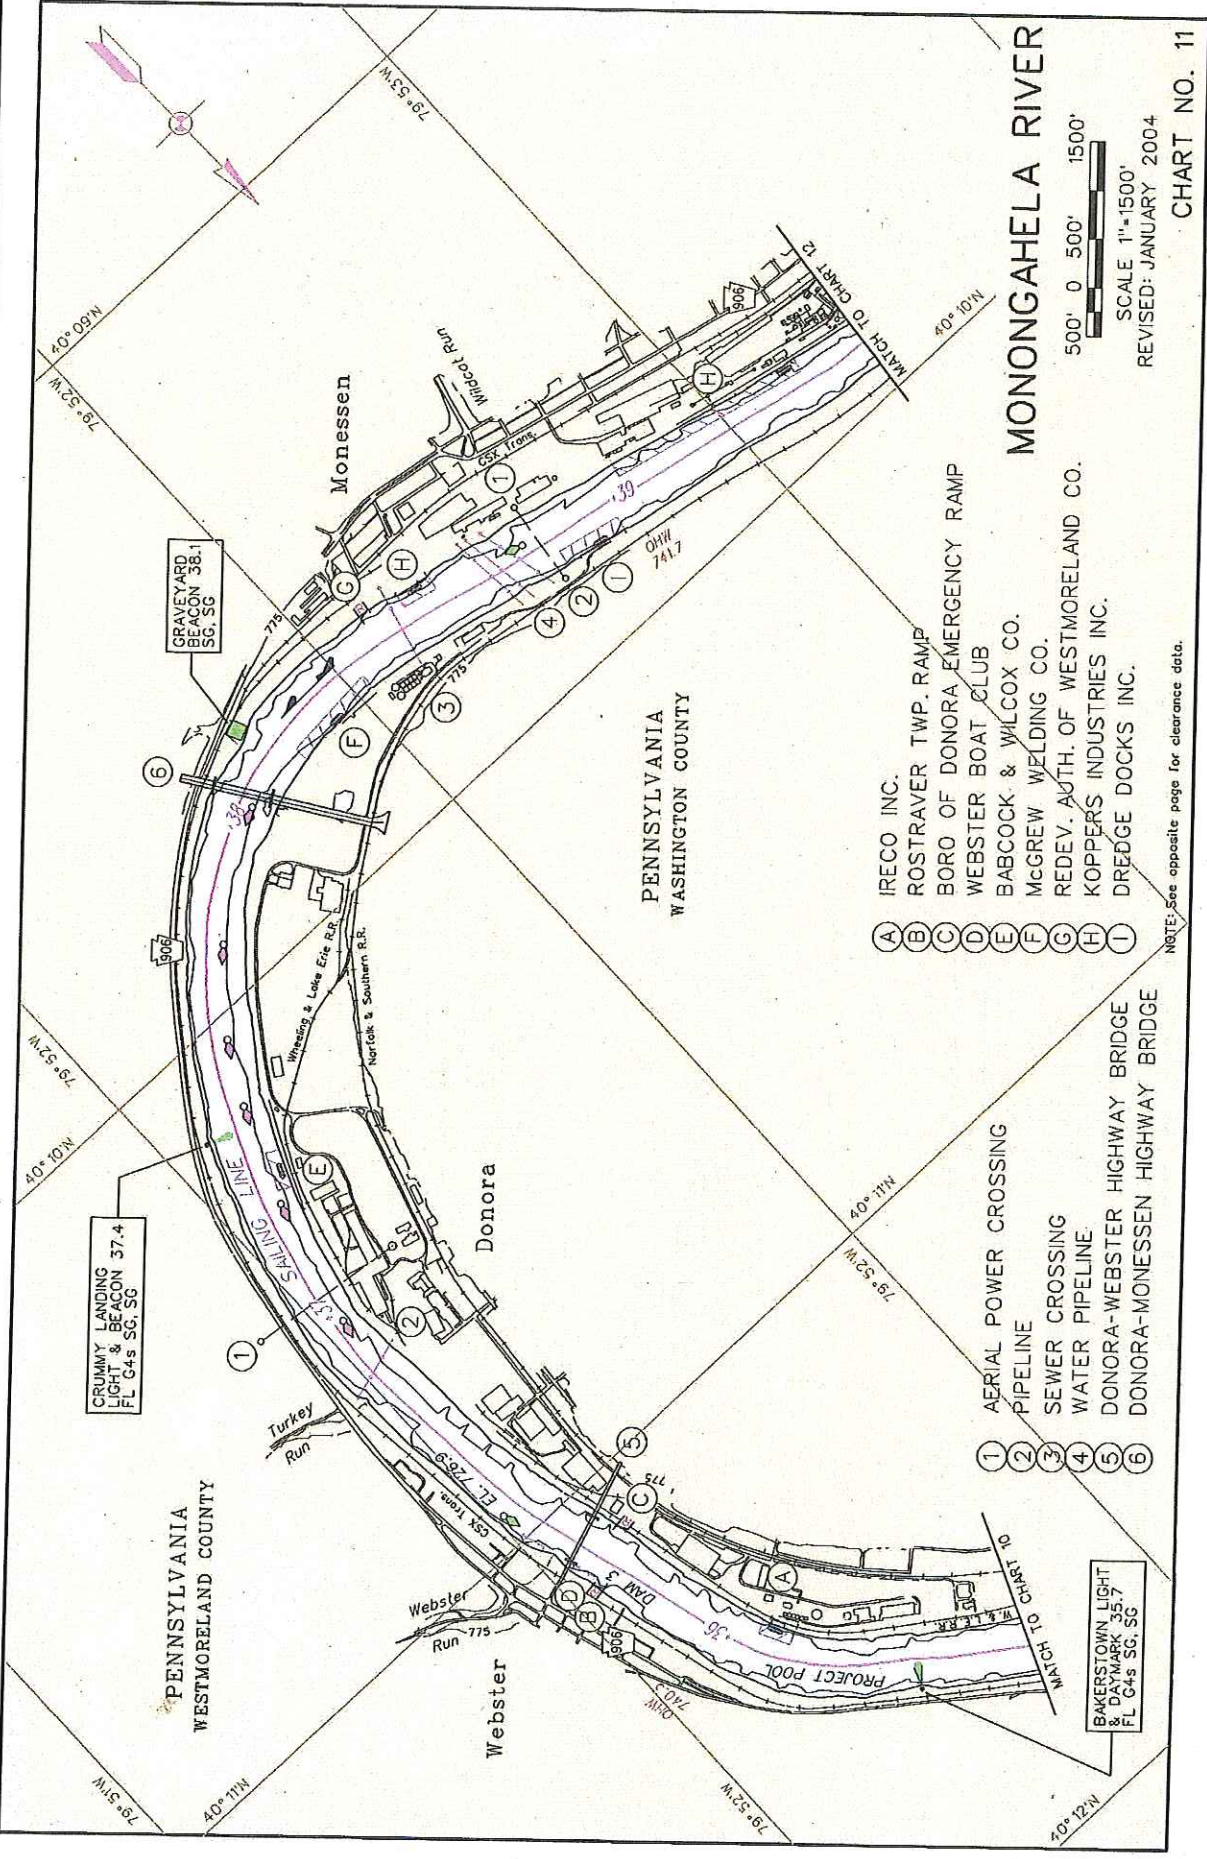 PENNSYLVANIA
WESTMORELAND COUNTY
CRUMMY LANDING
LIGHT & BEACON 37.4
FL G4s SG, SG
GRAVEYARD
BEACON 38.1
SG, SG
BAKERSTOWN LIGHT
& DAYMARK 35.7
FL G4s SG, SG
79° 51'W
40° 11'N
40° 10'N
79° 52'W
79° 52'W
40° 09'N
79° 53'W
40° 10'N
79° 52'W
40° 11'N
79° 52'W
40° 12'N
Webster
Webster
Run
775
Turkey
Run
CSX Trans.
EL. 726.9
DAM 3
PROJECT POOL
SAILING LINE
OHW
740.3
906
36
37
38
39
906
775
Monessen
Wildcat Run
CSX Trans.
906
OHW
741.7
775
775
Donora
Wheeling & Lake Erie R.R.
Norfolk & Southern R.R.
W. & L.E.R.R.
MATCH TO CHART 10
MATCH TO CHART 12
PENNSYLVANIA
WASHINGTON COUNTY
R
R
R
1
2
5
C
D
B
A
E
6
F
G
H
3
4
2
I
1
H
1 AERIAL POWER CROSSING
2 PIPELINE
3 SEWER CROSSING
4 WATER PIPELINE
5 DONORA-WEBSTER HIGHWAY BRIDGE
6 DONORA-MONESSEN HIGHWAY BRIDGE
A IRECO INC.
B ROSTRAVER TWP. RAMP
C BORO OF DONORA EMERGENCY RAMP
D WEBSTER BOAT CLUB
E BABCOCK & WILCOX CO.
F McGREW WELDING CO.
G REDEV. AUTH. OF WESTMORELAND CO.
H KOPPERS INDUSTRIES INC.
I DREDGE DOCKS INC.
NOTE: See opposite page for clearance data.
MONONGAHELA RIVER
500' 0 500' 1500'
SCALE 1"=1500'
REVISED: JANUARY 2004
CHART NO. 11